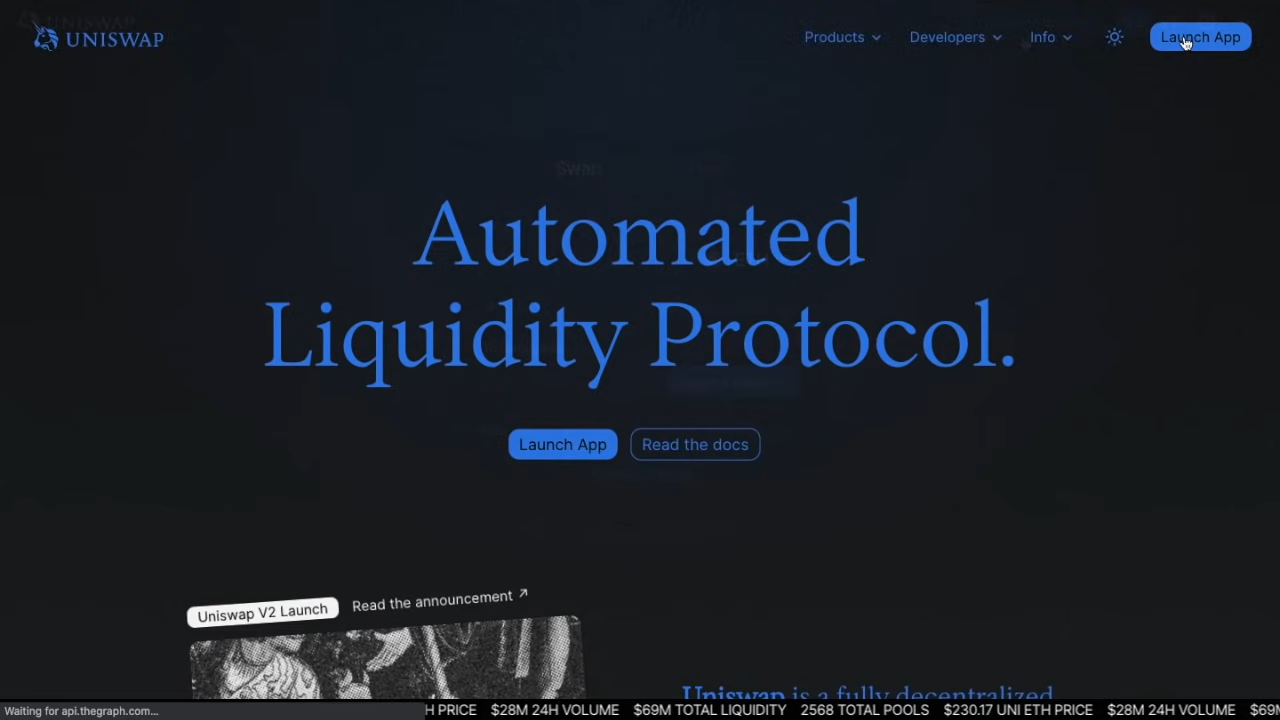 UNISWAP
Products
Developers
Info
Launch App
Swap
Automated
Liquidity Protocol.
Launch App
Read the docs
Uniswap V2 Launch
Read the announcement ↗
Uniswap is a fully decentralized
Waiting for api.thegraph.com...
H PRICE $28M 24H VOLUME $69M TOTAL LIQUIDITY 2568 TOTAL POOLS $230.17 UNI ETH PRICE $28M 24H VOLUME $69M